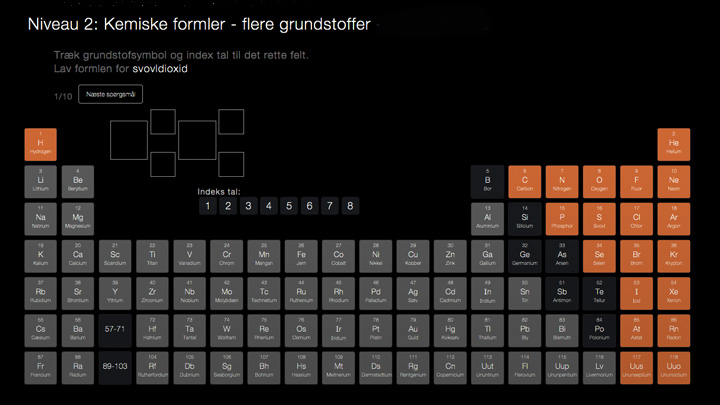 Niveau 2: Kemiske formler - flere grundstoffer
Træk grundstofsymbol og index tal til det rette felt.
Lav formlen for svovldioxid
1/10 Næste spørgsmål
Indeks tal:
1 2 3 4 5 6 7 8
1 2
H He
Hydrogen Helium
3 4 5 6 7 8 9 10
Li Be B C N O F Ne
Lithium Beryllium Bor Carbon Nitrogen Oxygen Fluor Neon
11 12 13 14 15 16 17 18
Na Mg Al Si P S Cl Ar
Natrium Magnesium Aluminium Silicium Phosphor Svovl Chlor Argon
19 20 21 22 23 24 25 26 27 28 29 30 31 32 33 34 35 36
K Ca Sc Ti V Cr Mn Fe Co Ni Cu Zn Ga Ge As Se Br Kr
Kalium Calcium Scandium Titan Vanadium Chrom Mangan Jern Cobalt Nikkel Kobber Zink Gallium Germanium Arsen Selen Brom Krypton
37 38 39 40 41 42 43 44 45 46 47 48 49 50 51 52 53 54
Rb Sr Y Zr Nb Mo Tc Ru Rh Pd Ag Cd In Sn Sb Te I Xe
Rubidium Strontium Yttrium Zirconium Niobium Molybdæn Technetium Ruthenium Rhodium Palladium Sølv Cadmium Indium Tin Antimon Tellur Iod Xenon
55 56 57-71 72 73 74 75 76 77 78 79 80 81 82 83 84 85 86
Cs Ba Hf Ta W Re Os Ir Pt Au Hg Tl Pb Bi Po At Rn
Cæsium Barium Hafnium Tantal Wolfram Rhenium Osmium Iridium Platin Guld Kviksølv Thallium Bly Bismuth Polonium Astat Radon
87 88 89-103 104 105 106 107 108 109 110 111 112 113 114 115 116 117 118
Fr Ra Rf Db Sg Bh Hs Mt Ds Rg Cn Uut Fl Uup Lv Uus Uuo
Francium Radium Rutherfordium Dubnium Seaborgium Bohrium Hassium Meitnerium Darmstadtium Röntgenium Copernicium Ununtrium Flerovium Ununpentium Livermorium Ununseptium Ununoctium